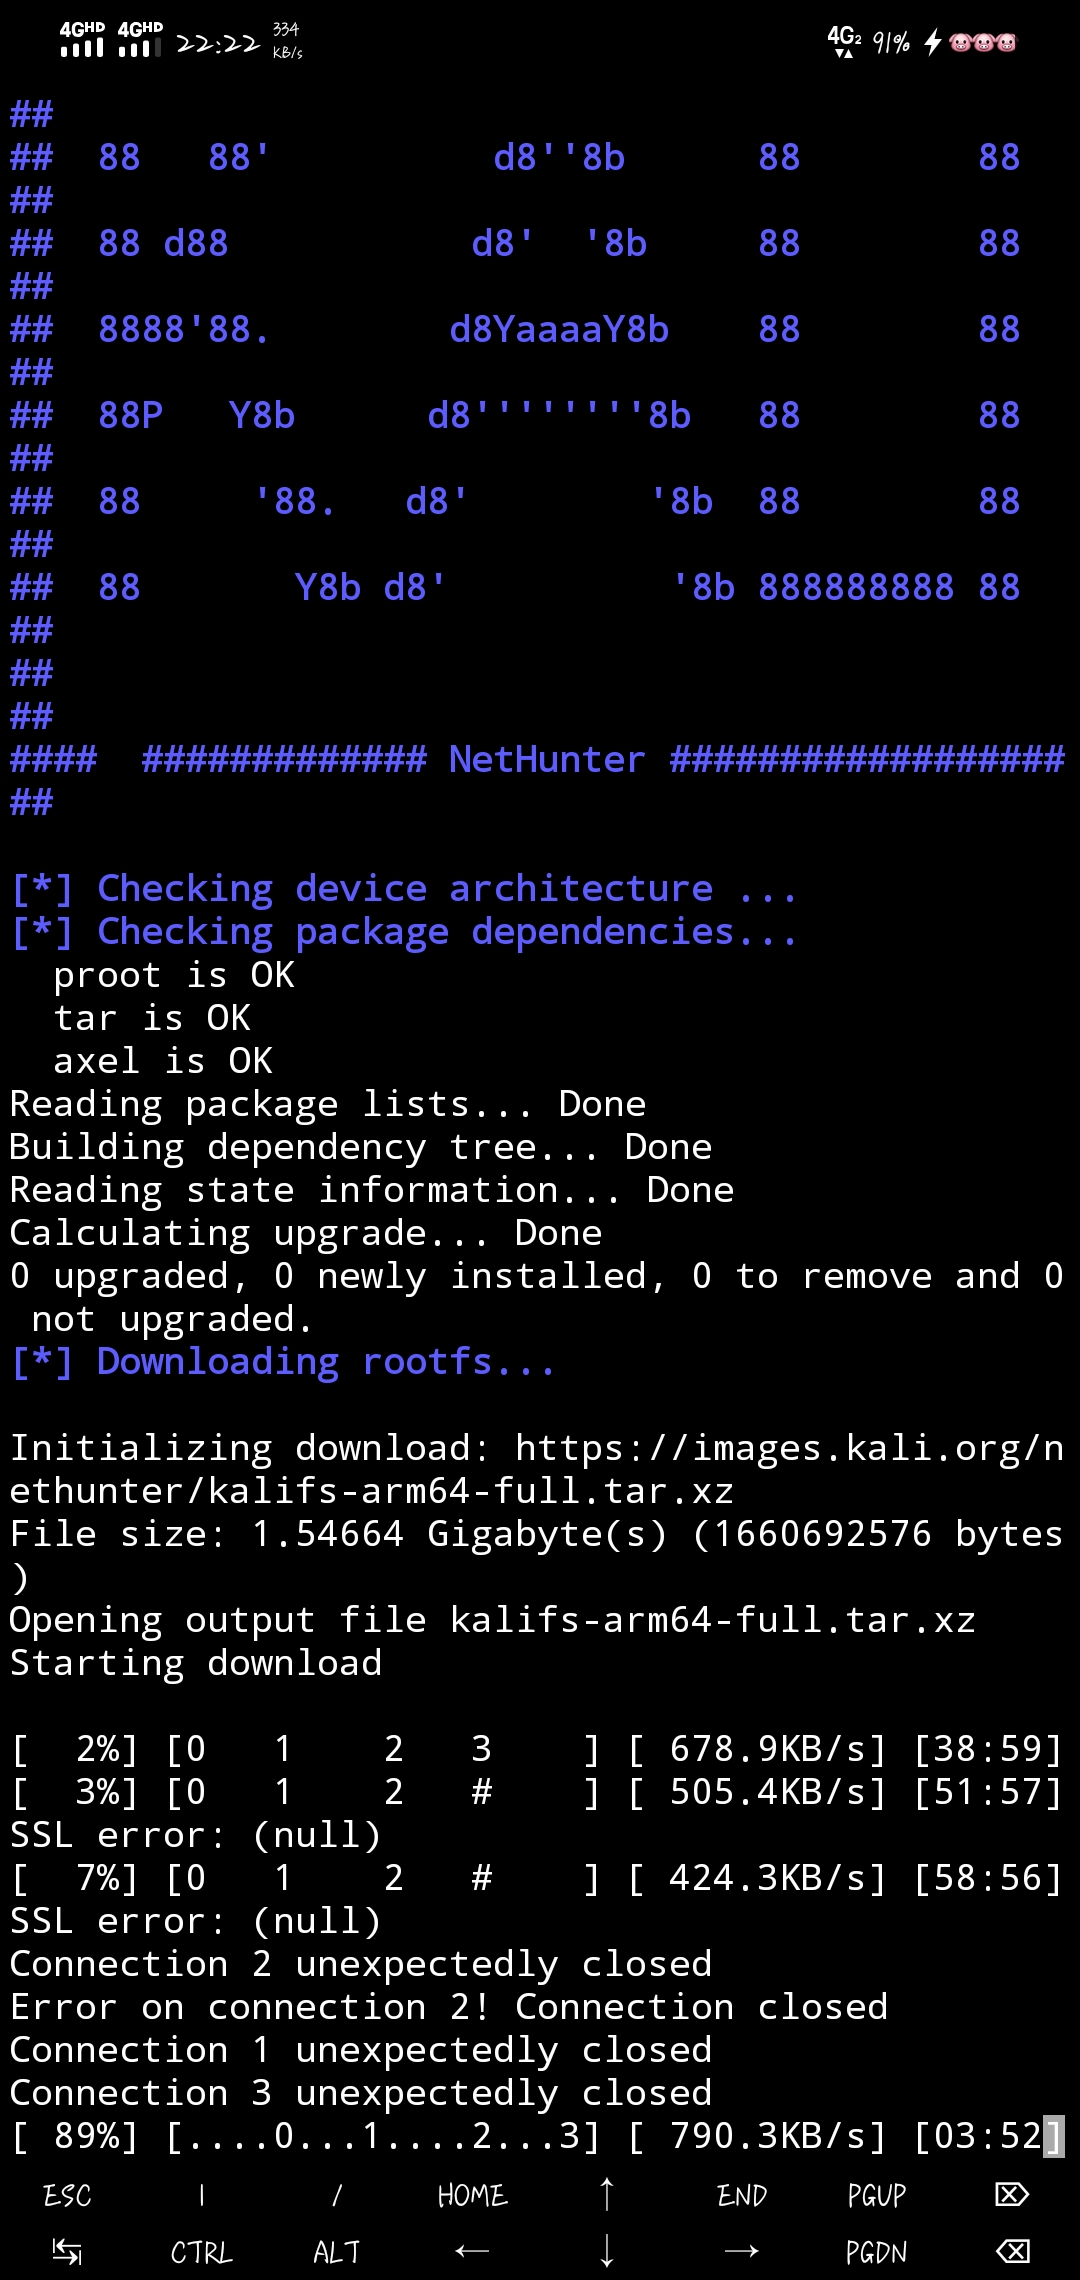 4GHD 4GHD 22:22 334 KB/s 4G2 91%
##
##  88   88'          d8''8b      88        88
##
##  88 d88           d8'  '8b     88        88
##
##  8888'88.        d8YaaaaY8b    88        88
##
##  88P   Y8b      d8''''''''8b   88        88
##
##  88     '88.   d8'        '8b  88        88
##
##  88       Y8b d8'          '8b 888888888 88
##
##
##
####  ############# NetHunter ##################
##
[*] Checking device architecture ...
[*] Checking package dependencies...
  proot is OK
  tar is OK
  axel is OK
Reading package lists... Done
Building dependency tree... Done
Reading state information... Done
Calculating upgrade... Done
0 upgraded, 0 newly installed, 0 to remove and 0
 not upgraded.
[*] Downloading rootfs...
Initializing download: https://images.kali.org/n
ethunter/kalifs-arm64-full.tar.xz
File size: 1.54664 Gigabyte(s) (1660692576 bytes
)
Opening output file kalifs-arm64-full.tar.xz
Starting download
[  2%] [0   1    2   3    ] [ 678.9KB/s] [38:59]
[  3%] [0   1    2   #    ] [ 505.4KB/s] [51:57]
SSL error: (null)
[  7%] [0   1    2   #    ] [ 424.3KB/s] [58:56]
SSL error: (null)
Connection 2 unexpectedly closed
Error on connection 2! Connection closed
Connection 1 unexpectedly closed
Connection 3 unexpectedly closed
[ 89%] [....0...1....2...3] [ 790.3KB/s] [03:52]
ESC | / HOME ↑ END PGUP ⌦
↹ CTRL ALT ← ↓ → PGDN ⌫